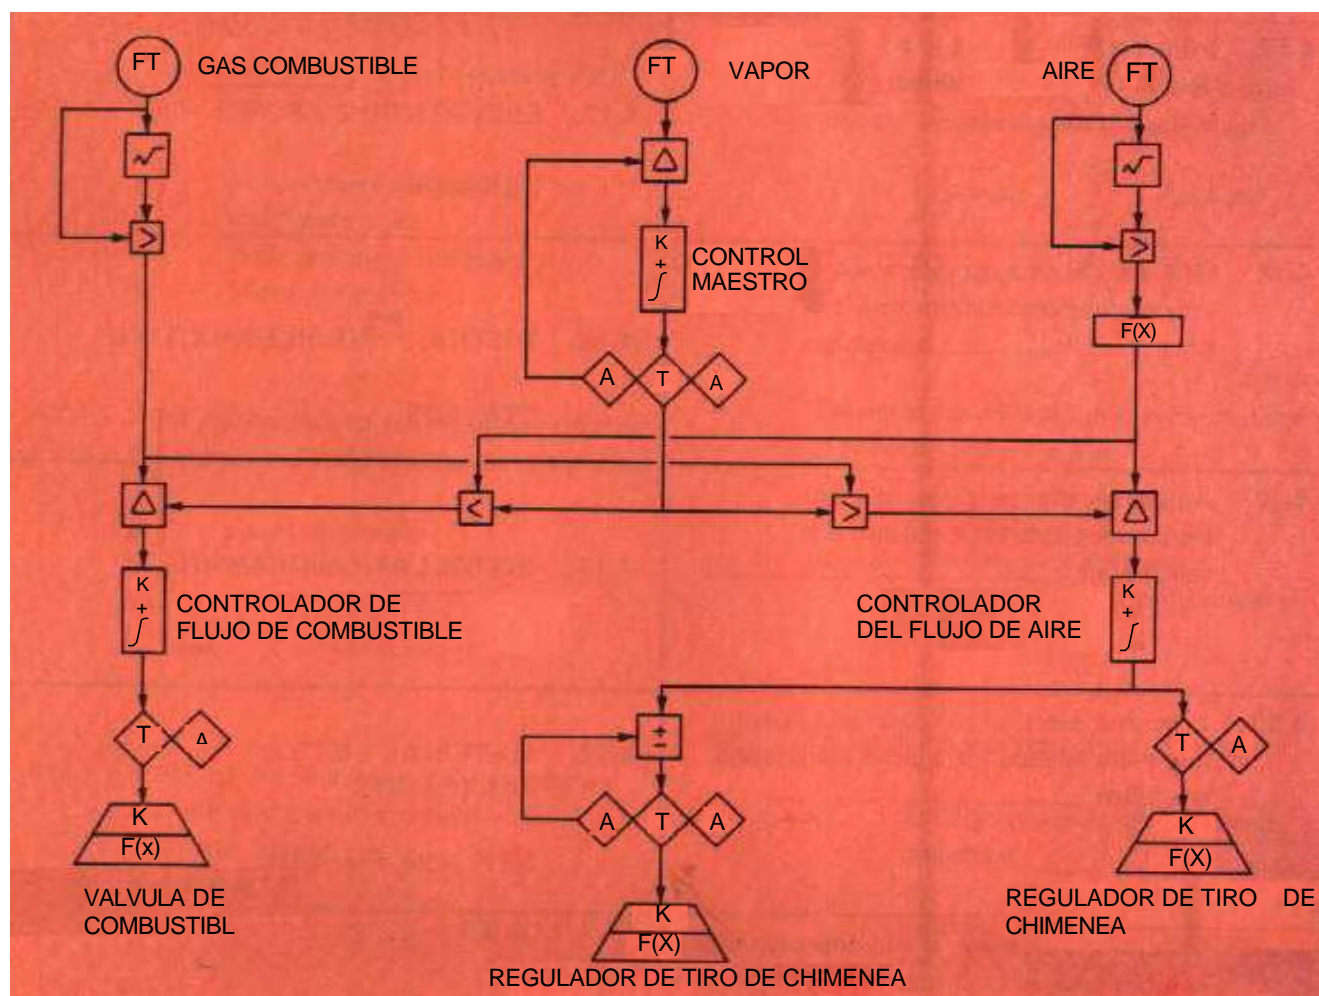 FT
GAS COMBUSTIBLE
FT
VAPOR
AIRE
FT
√
Δ
√
>
K
+
∫
CONTROL
MAESTRO
>
F(X)
A
T
A
Δ
<
>
Δ
K
+
∫
CONTROLADOR DE
FLUJO DE COMBUSTIBLE
CONTROLADOR
DEL FLUJO DE AIRE
K
+
∫
T
Δ
±
T
A
K
F(x)
A
T
A
K
F(X)
VALVULA DE
COMBUSTIBL
REGULADOR DE TIRO DE
CHIMENEA
K
F(X)
REGULADOR DE TIRO DE CHIMENEA